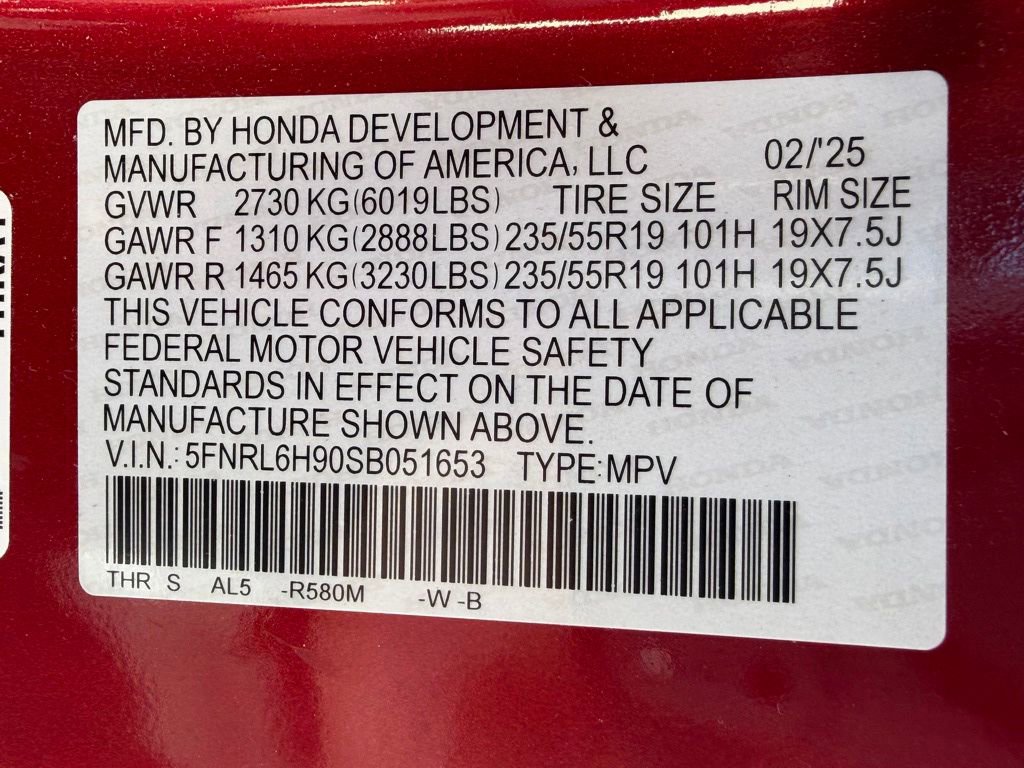 MFD. BY HONDA DEVELOPMENT &
MANUFACTURING OF AMERICA, LLC 02/'25
GVWR 2730 KG(6019LBS) TIRE SIZE RIM SIZE
GAWR F 1310 KG(2888LBS) 235/55R19 101H 19X7.5J
GAWR R 1465 KG(3230LBS) 235/55R19 101H 19X7.5J
THIS VEHICLE CONFORMS TO ALL APPLICABLE
FEDERAL MOTOR VEHICLE SAFETY
STANDARDS IN EFFECT ON THE DATE OF
MANUFACTURE SHOWN ABOVE.
V.I.N.: 5FNRL6H90SB051653 TYPE: MPV
THR S AL5 -R580M -W -B